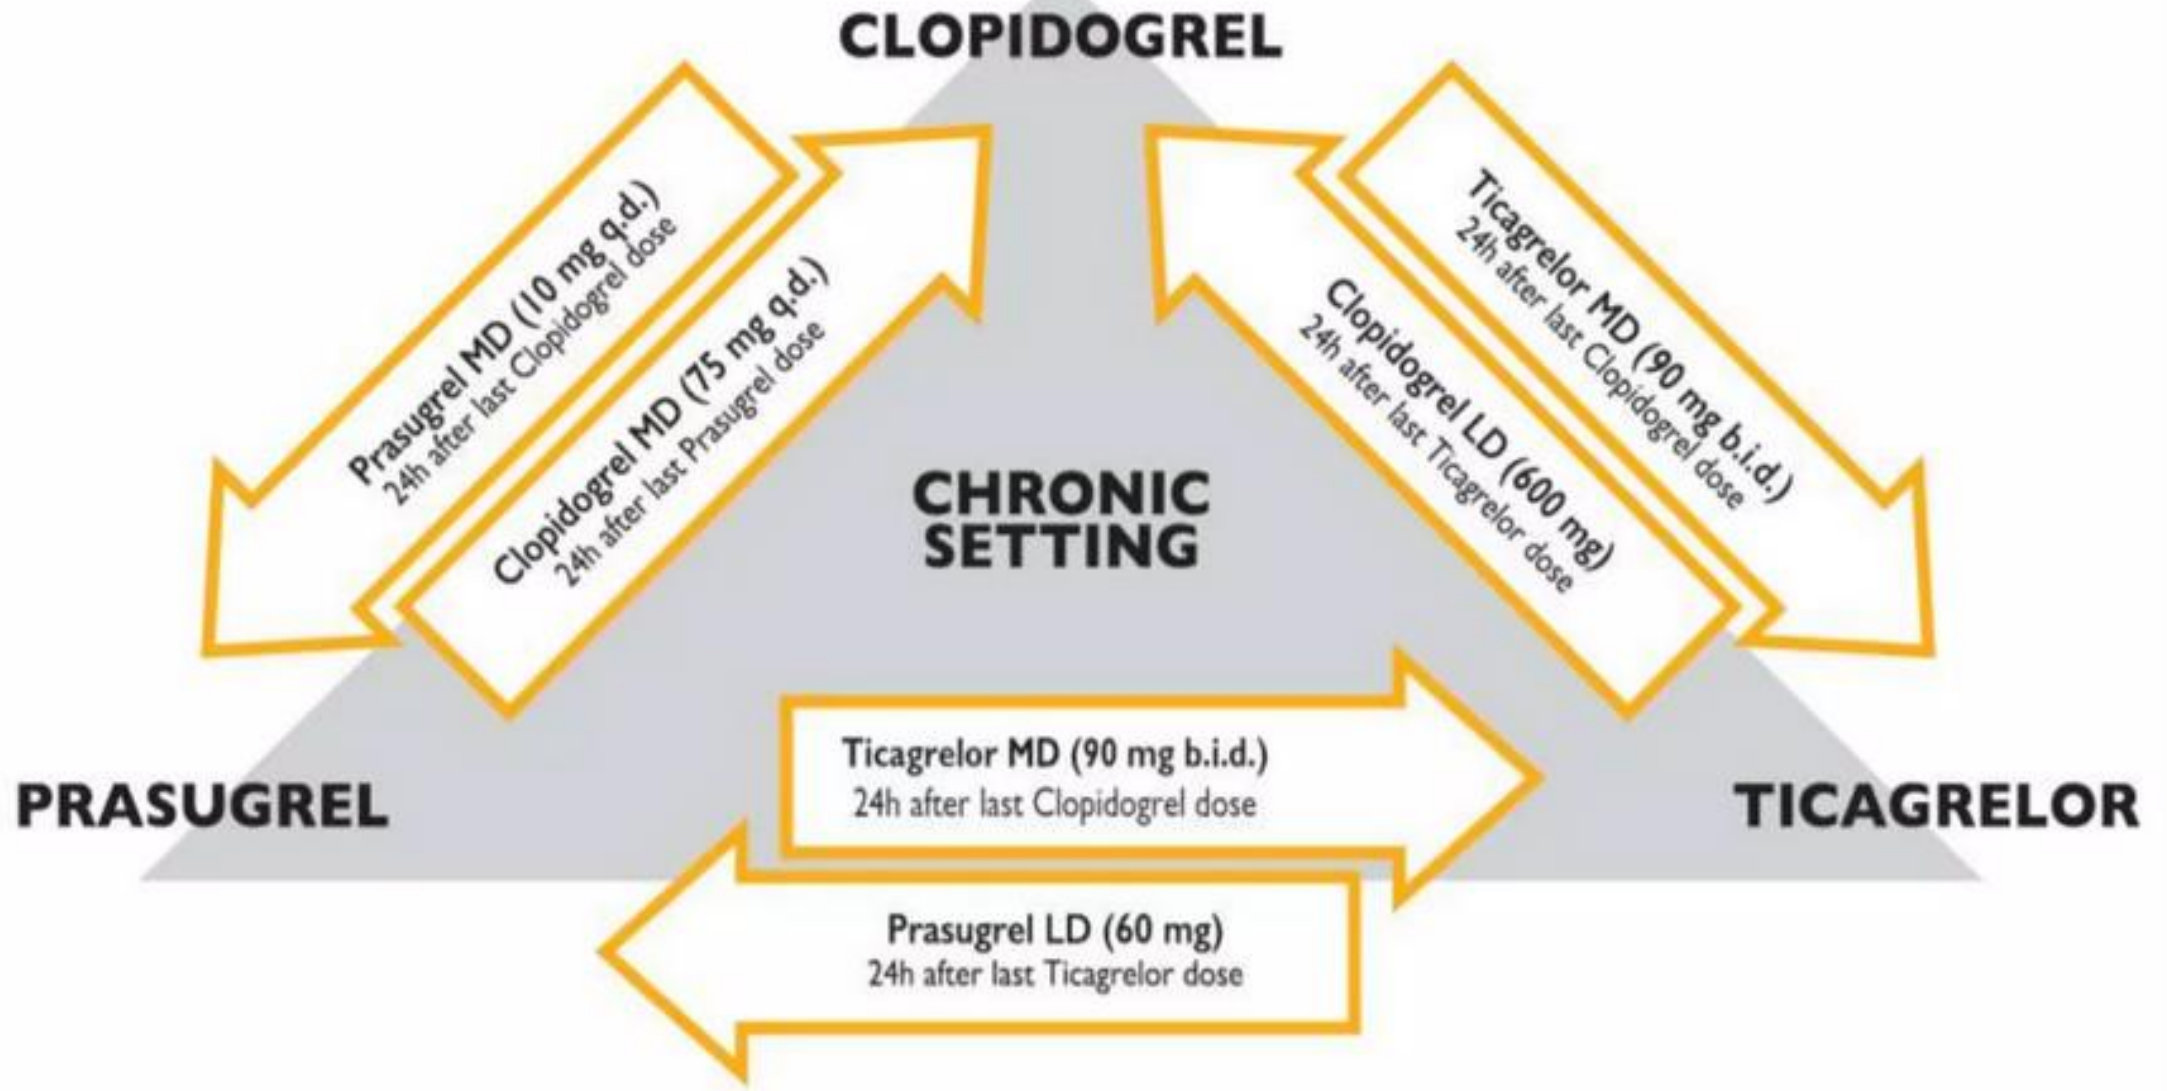 CLOPIDOGREL
Prasugrel MD (10 mg q.d.)
24h after last Clopidogrel dose
Clopidogrel MD (75 mg q.d.)
24h after last Prasugrel dose
Ticagrelor MD (90 mg b.i.d.)
24h after last Clopidogrel dose
Clopidogrel LD (600 mg)
24h after last Ticagrelor dose
CHRONIC
SETTING
PRASUGREL
Ticagrelor MD (90 mg b.i.d.)
24h after last Clopidogrel dose
TICAGRELOR
Prasugrel LD (60 mg)
24h after last Ticagrelor dose